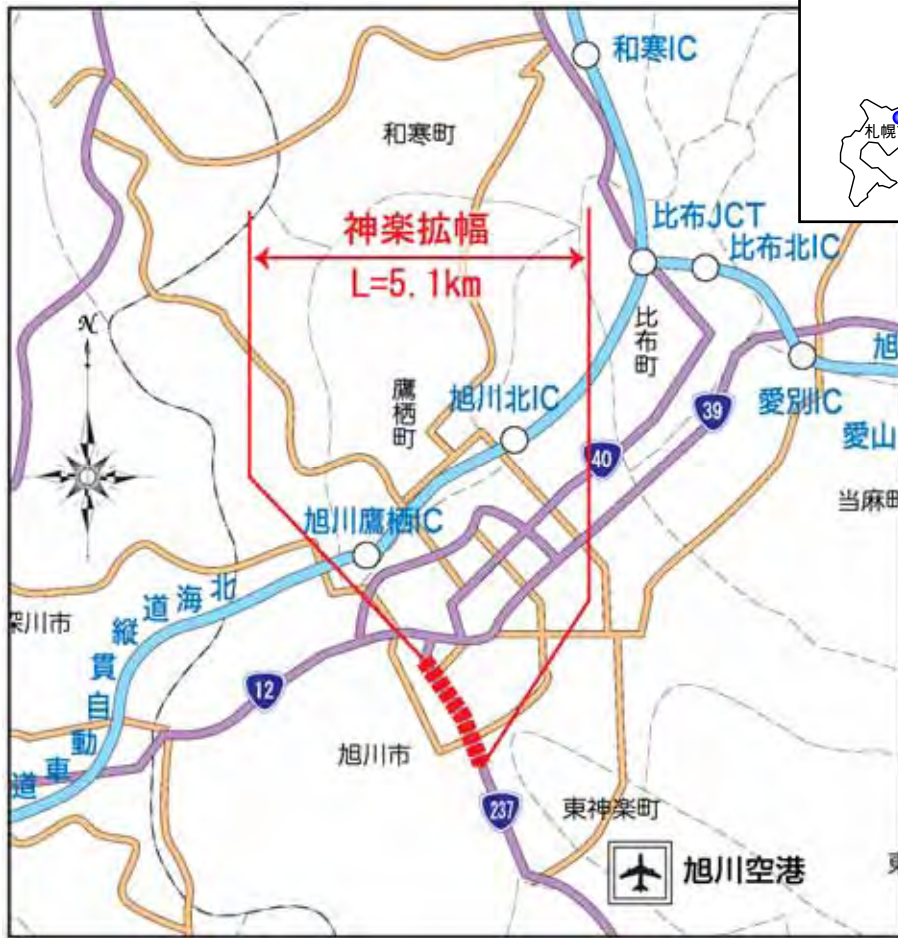 和寒IC
和寒町
札幌
神楽拡幅
L=5.1km
比布JCT
比布北IC
N
比布町
鷹栖町
旭川北IC
39
愛別IC
旭
40
愛山
当麻町
旭川鷹栖IC
深川市
北海道縦貫自動車道
12
旭川市
237
東神楽町
旭川空港
東